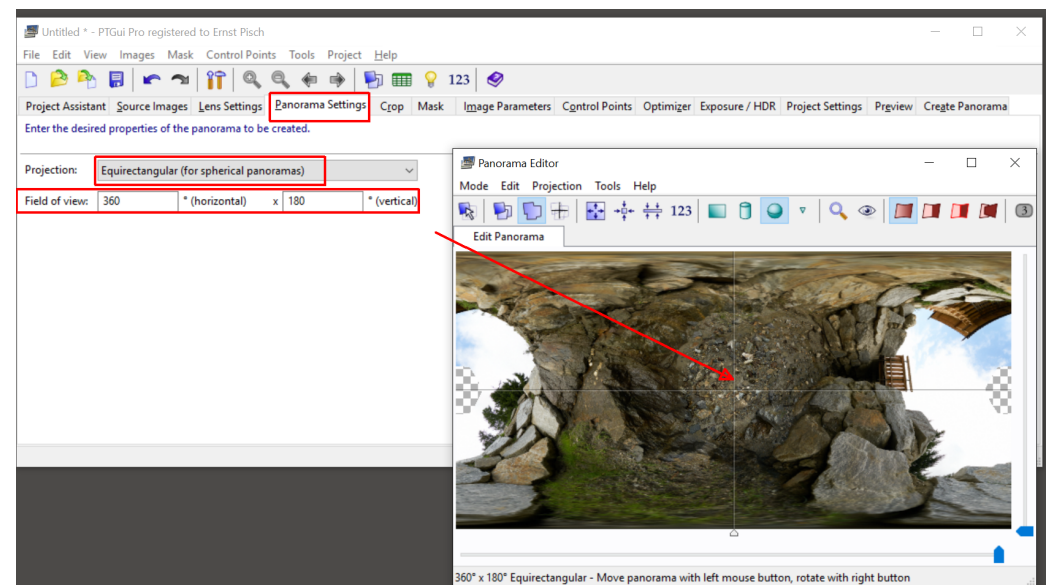 Untitled * - PTGui Pro registered to Ernst Pisch
File Edit View Images Mask Control Points Tools Project Help
123
Project Assistant Source Images Lens Settings Panorama Settings Crop Mask Image Parameters Control Points Optimizer Exposure / HDR Project Settings Preview Create Panorama
Enter the desired properties of the panorama to be created.
Projection: Equirectangular (for spherical panoramas)
Field of view: 360 ° (horizontal) x 180 ° (vertical)
Panorama Editor
Mode Edit Projection Tools Help
123 3
Edit Panorama
360° x 180° Equirectangular - Move panorama with left mouse button, rotate with right button